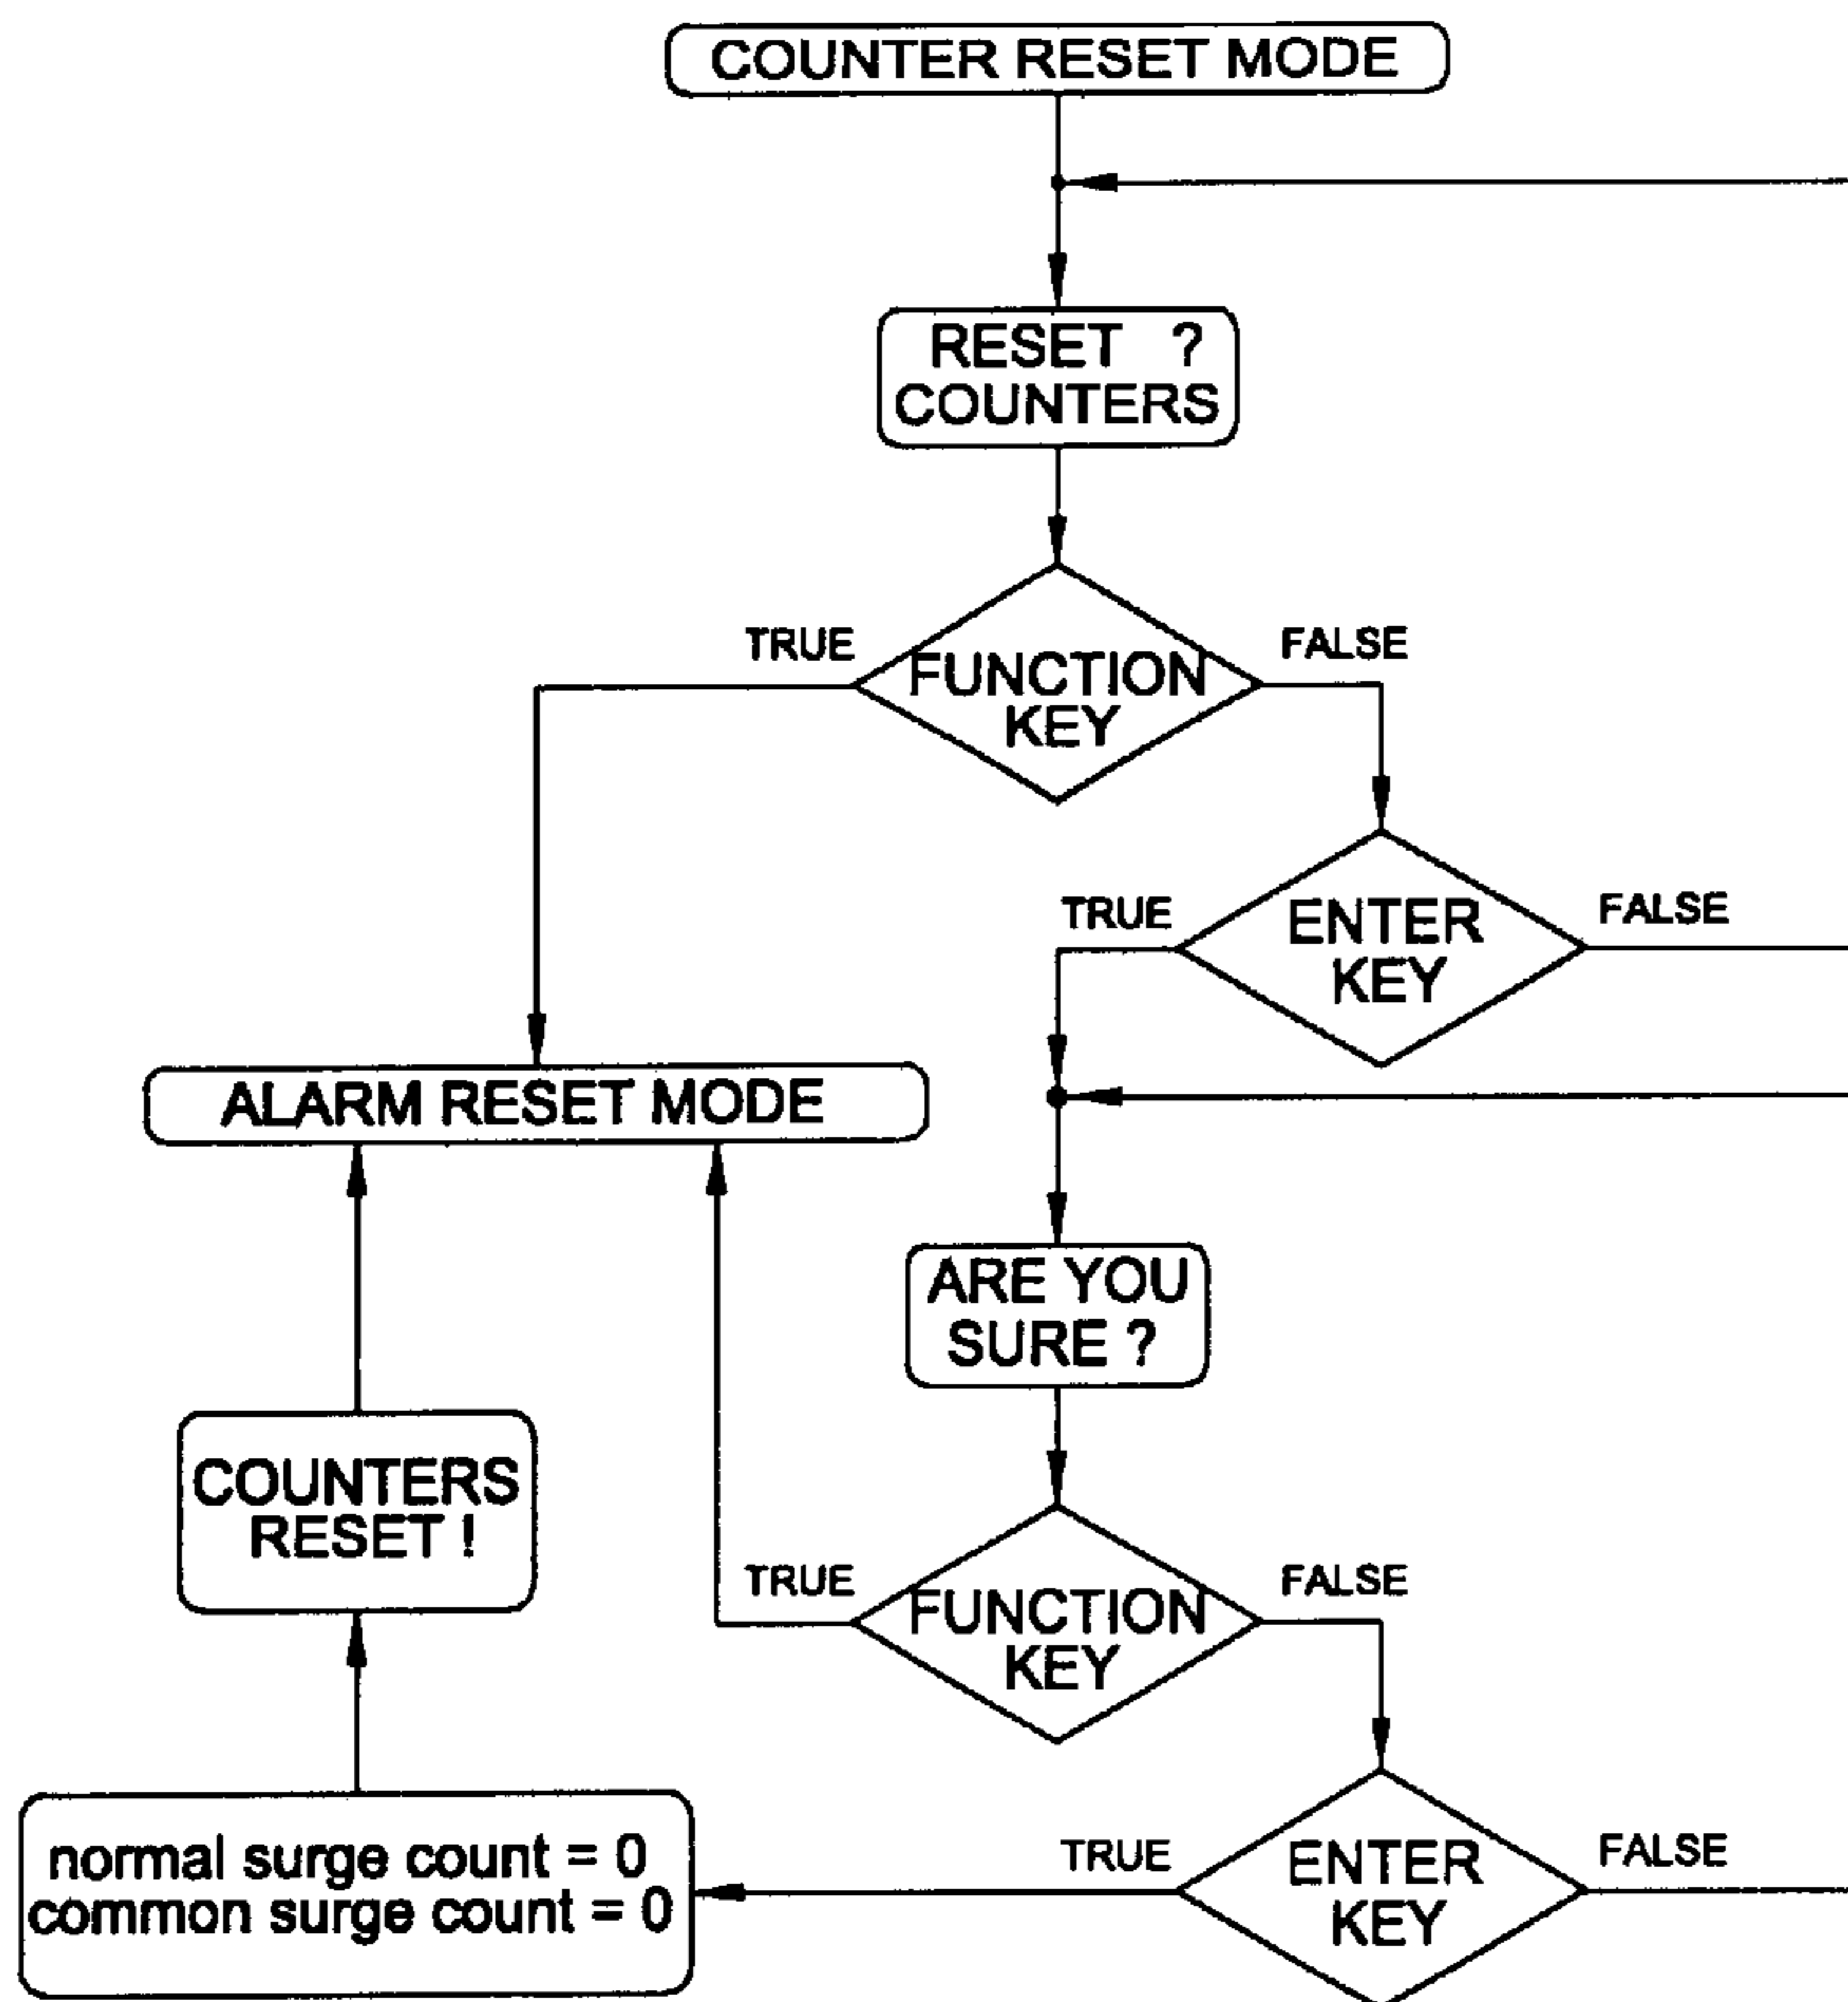 COUNTER RESET MODE
RESET ?
COUNTERS
TRUE
FALSE
FUNCTION
KEY
TRUE
FALSE
ENTER
KEY
ALARM RESET MODE
ARE YOU
SURE ?
COUNTERS
RESET !
TRUE
FALSE
FUNCTION
KEY
normal surge count = 0
common surge count = 0
TRUE
FALSE
ENTER
KEY